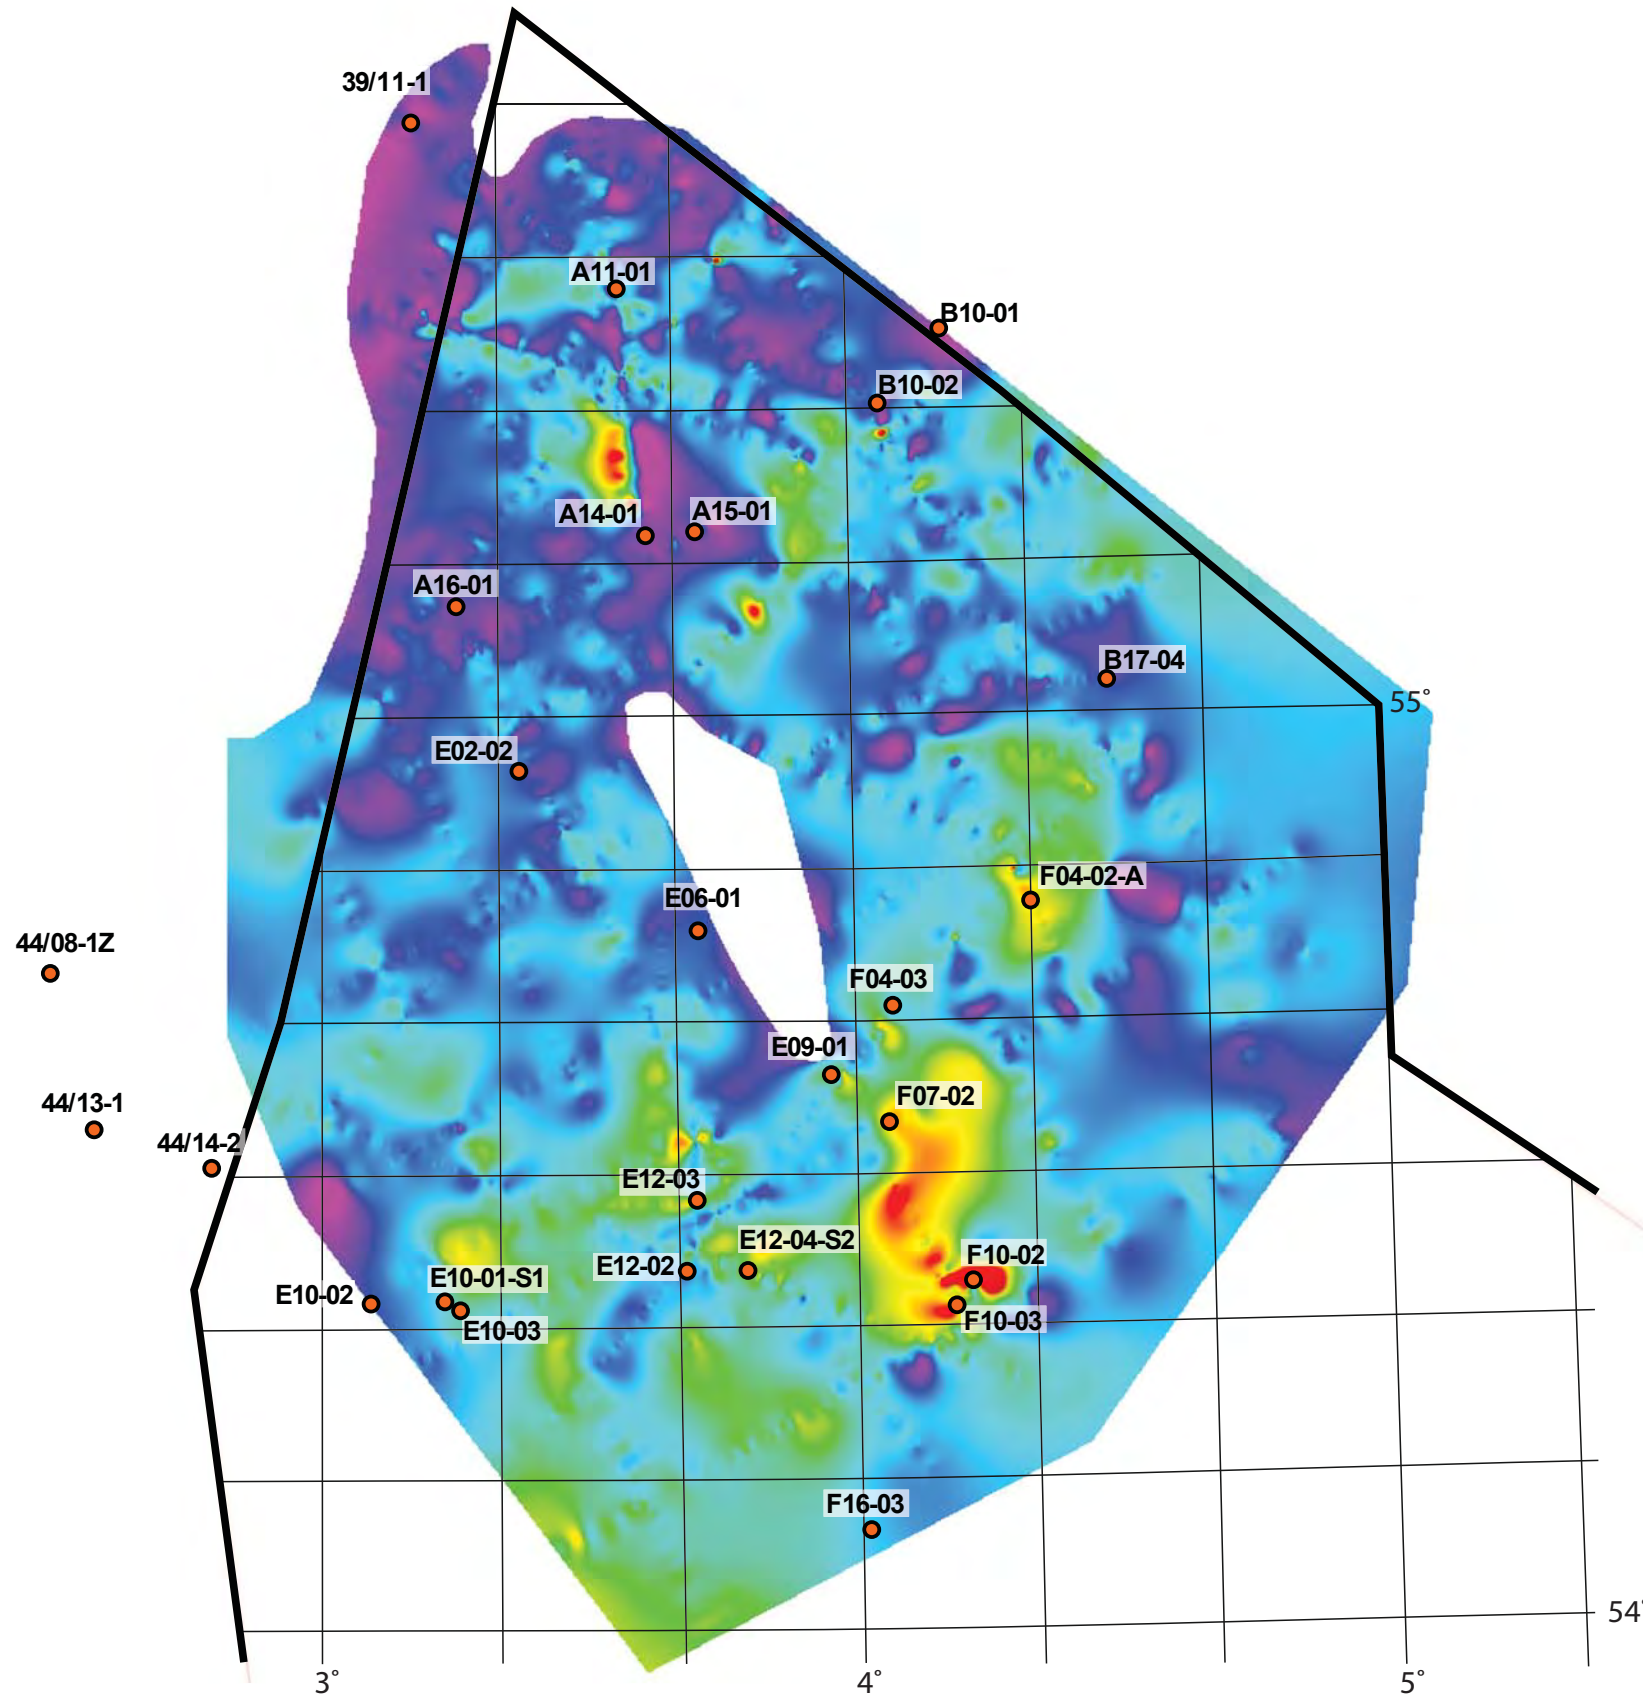 39/11-1
A11-01
B10-01
B10-02
A14-01
A15-01
A16-01
B17-04
55°
E02-02
F04-02-A
E06-01
44/08-1Z
F04-03
E09-01
F07-02
44/13-1
44/14-2
E12-03
E12-04-S2
F10-02
E12-02
E10-01-S1
E10-02
F10-03
E10-03
F16-03
54°
3°
4°
5°